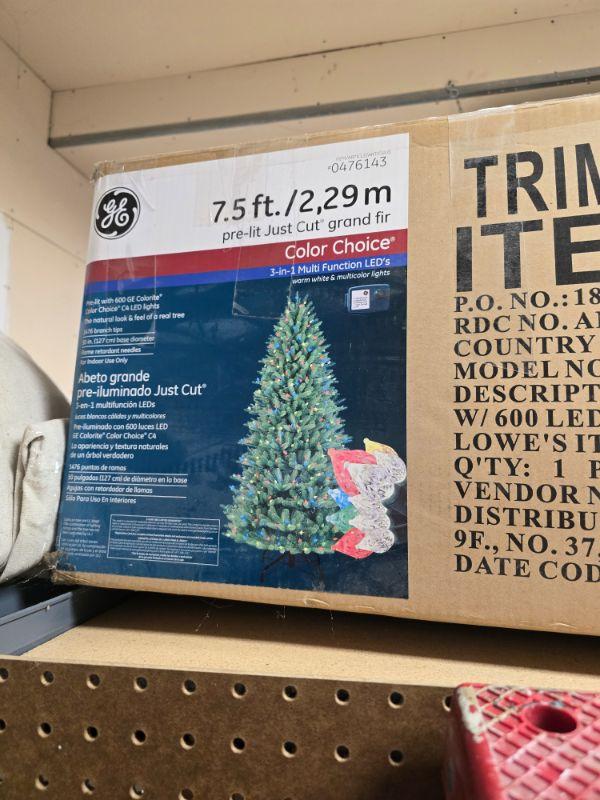 ITEM/ARTICLE/ARTÍCULO
#0476143
GE
7.5 ft./2,29 m
pre-lit Just Cut® grand fir
Color Choice®
3-in-1 Multi Function LED's
warm white & multicolor lights
Pre-lit with 600 GE Colorite®
Color Choice® C4 LED lights
The natural look & feel of a real tree
1476 branch tips
50 in. (127 cm) base diameter
Flame retardant needles
For Indoor Use Only
Abeto grande
pre-iluminado Just Cut®
3-en-1 multifunción LEDs
luces blancas cálidas y multicolores
Pre-iluminado con 600 luces LED
GE Colorite® Color Choice® C4
La apariencia y textura naturales
de un árbol verdadero
1476 puntas de ramas
50 pulgadas (127 cm) de diámetro en la base
Agujas con retardador de llamas
Sólo Para Uso En Interiores
TRIM
ITE
P.O. NO.:18
RDC NO. A
COUNTRY
MODEL NO
DESCRIPT
W/ 600 LED
LOWE'S IT
Q'TY: 1 P
VENDOR N
DISTRIBU
9F., NO. 37,
DATE COD